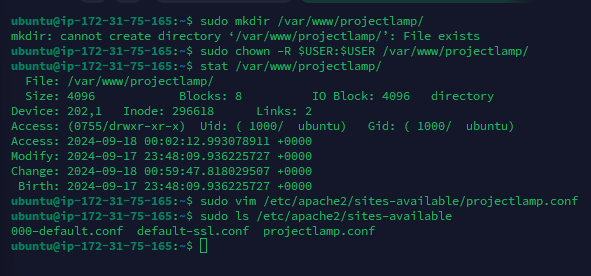 ubuntu@ip-172-31-75-165:~$ sudo mkdir /var/www/projectlamp/
mkdir: cannot create directory ‘/var/www/projectlamp/’: File exists
ubuntu@ip-172-31-75-165:~$ sudo chown -R $USER:$USER /var/www/projectlamp/
ubuntu@ip-172-31-75-165:~$ stat /var/www/projectlamp/
  File: /var/www/projectlamp/
  Size: 4096            Blocks: 8          IO Block: 4096   directory
Device: 202,1   Inode: 296618      Links: 2
Access: (0755/drwxr-xr-x)  Uid: ( 1000/  ubuntu)   Gid: ( 1000/  ubuntu)
Access: 2024-09-18 00:02:12.993078911 +0000
Modify: 2024-09-17 23:48:09.936225727 +0000
Change: 2024-09-18 00:59:47.818029507 +0000
 Birth: 2024-09-17 23:48:09.936225727 +0000
ubuntu@ip-172-31-75-165:~$ sudo vim /etc/apache2/sites-available/projectlamp.conf
ubuntu@ip-172-31-75-165:~$ sudo ls /etc/apache2/sites-available
000-default.conf  default-ssl.conf  projectlamp.conf
ubuntu@ip-172-31-75-165:~$